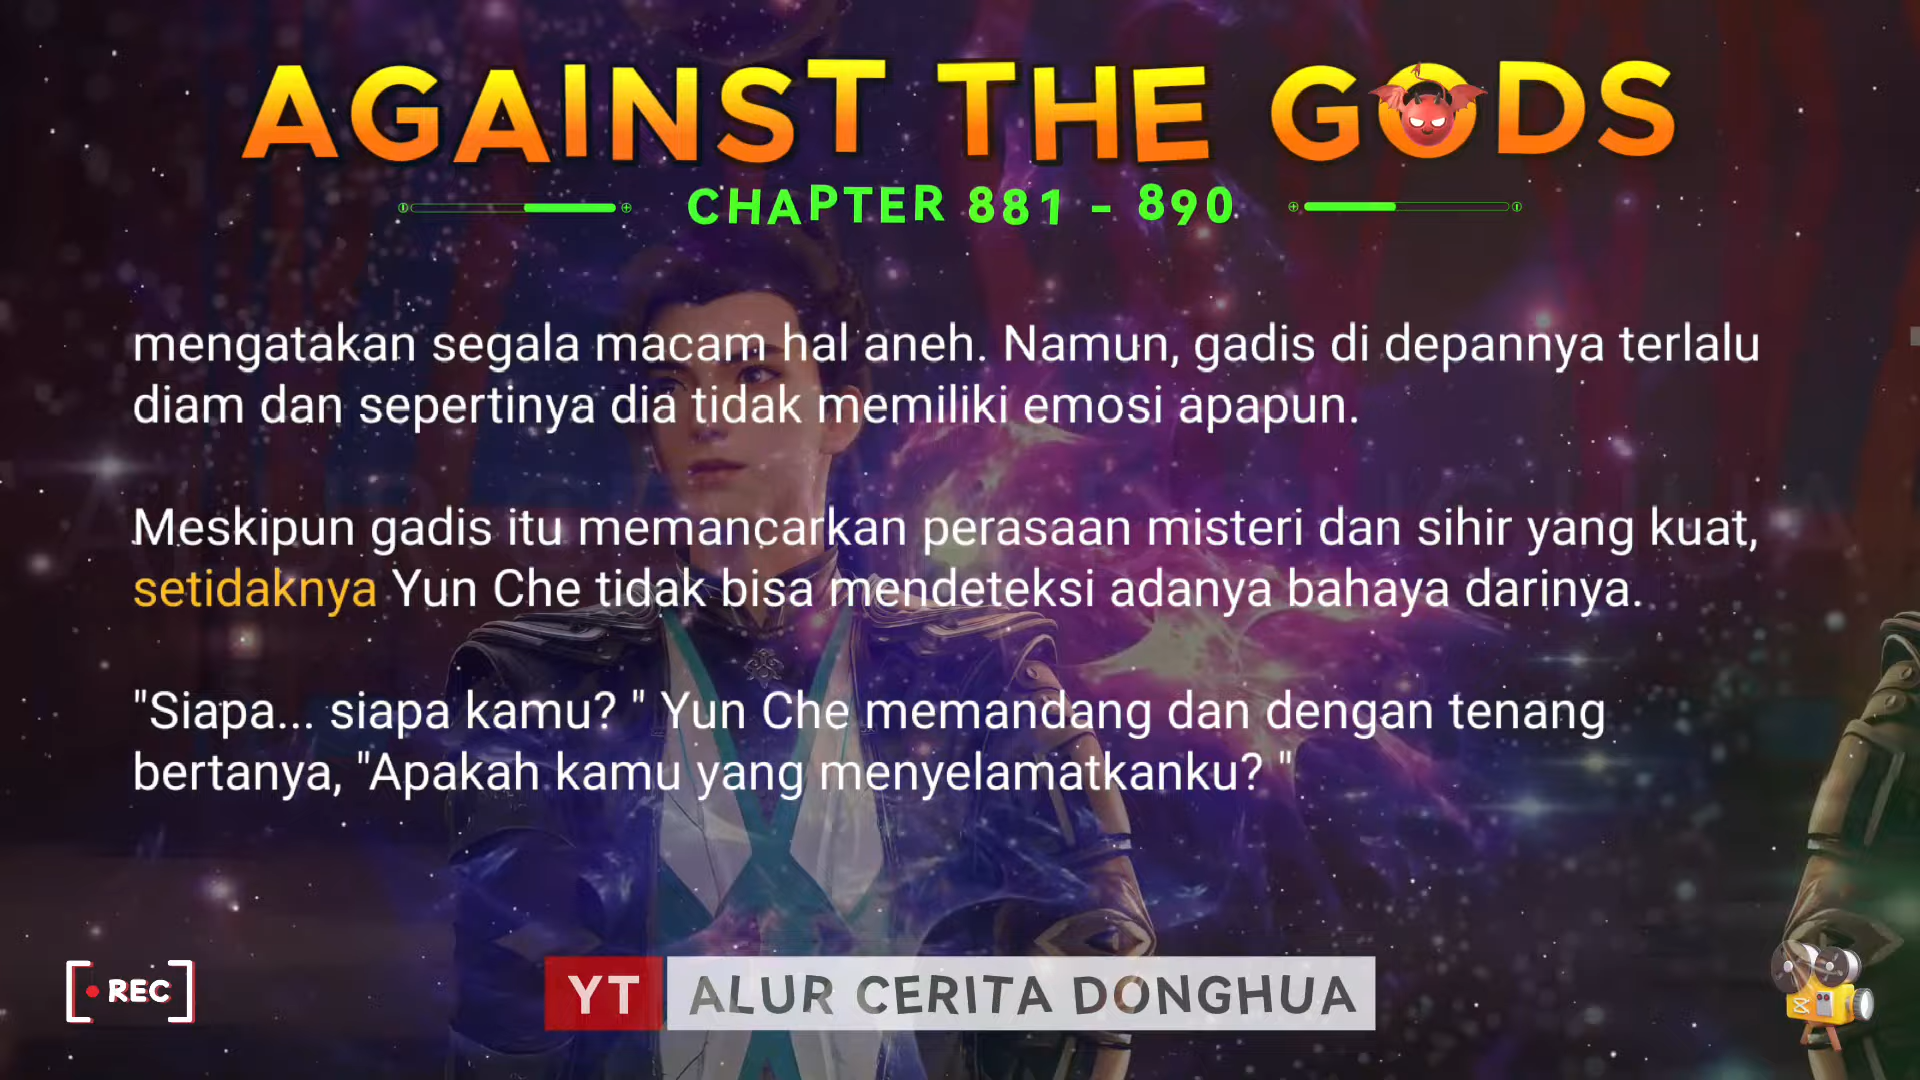 AGAINST THE GODS
CHAPTER 881 - 890
mengatakan segala macam hal aneh. Namun, gadis di depannya terlalu
diam dan sepertinya dia tidak memiliki emosi apapun.
Meskipun gadis itu memancarkan perasaan misteri dan sihir yang kuat,
setidaknya Yun Che tidak bisa mendeteksi adanya bahaya darinya.
"Siapa... siapa kamu? " Yun Che memandang dan dengan tenang
bertanya, "Apakah kamu yang menyelamatkanku? "
REC
YT ALUR CERITA DONGHUA